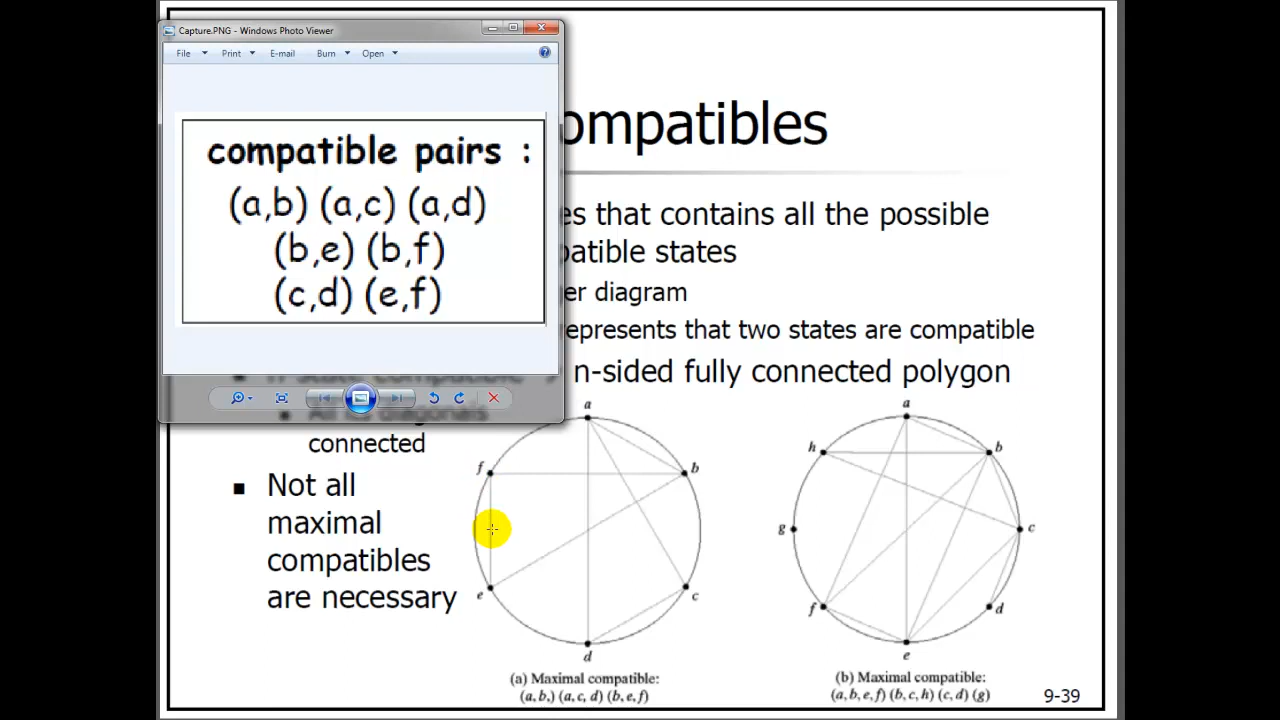 Capture.PNG - Windows Photo Viewer
File Print E-mail Burn Open
compatible pairs :
(a,b) (a,c) (a,d)
(b,e) (b,f)
(c,d) (e,f)
ompatibles
es that contains all the possible
patible states
er diagram
epresents that two states are compatible
n-sided fully connected polygon
connected
Not all
maximal
compatibles
are necessary
a
b
c
d
e
f
(a) Maximal compatible:
(a, b,) (a, c, d) (b, e, f)
a
b
c
d
e
f
g
h
(b) Maximal compatible:
(a, b, e, f) (b, c, h) (c, d) (g)
9-39